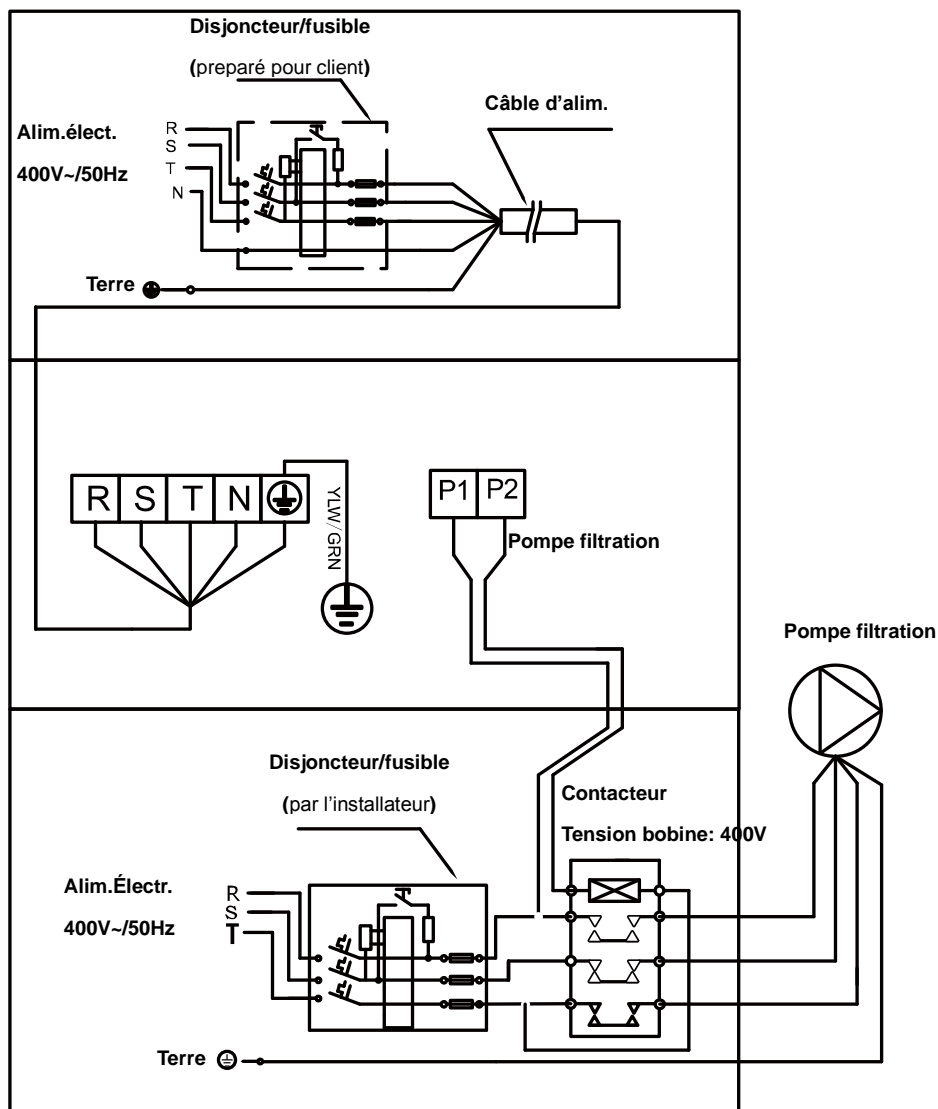 Disjoncteur/fusible
(preparé pour client)
Câble d'alim.
Alim.élect.
400V~/50Hz
R
S
T
N
Terre
R S T N
YLW/GRN
P1 P2
Pompe filtration
Pompe filtration
Disjoncteur/fusible
(par l'installateur)
Contacteur
Tension bobine: 400V
Alim.Électr.
400V~/50Hz
R
S
T
Terre